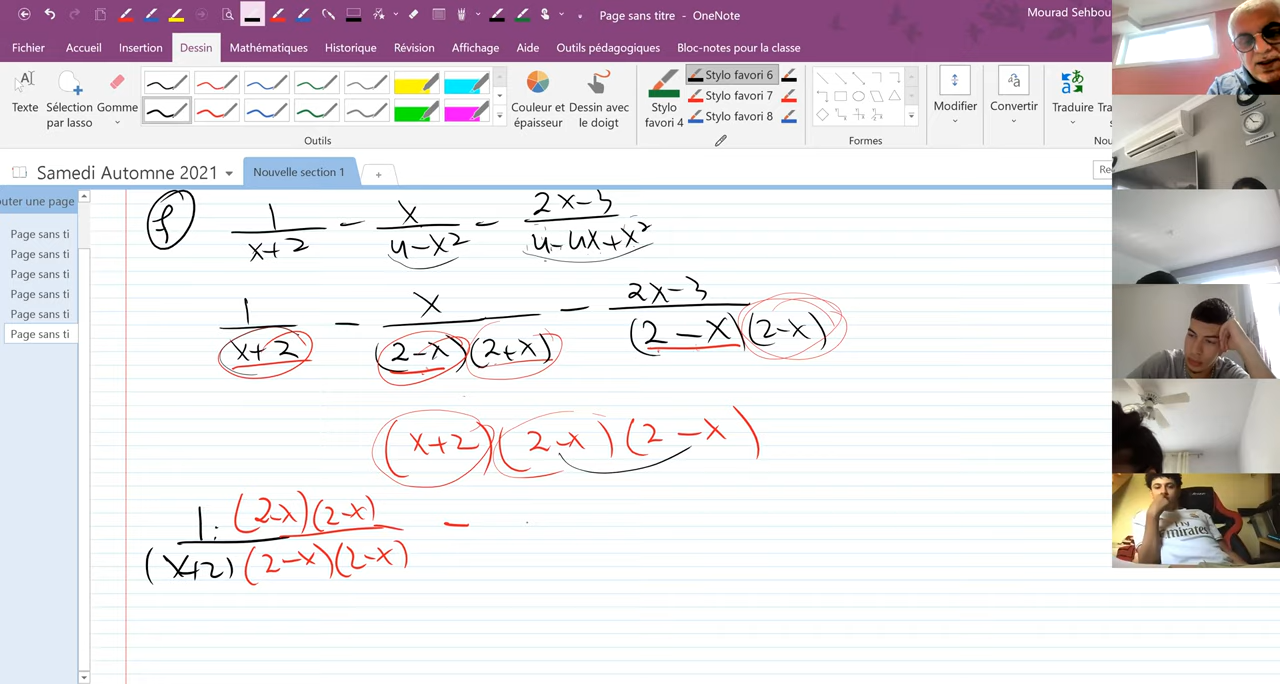 Page sans titre - OneNote
Mourad Sehbou
Fichier Accueil Insertion Dessin Mathématiques Historique Révision Affichage Aide Outils pédagogiques Bloc-notes pour la classe
Texte Sélection par lasso Gomme Couleur et épaisseur Dessin avec le doigt Stylo favori 4 Stylo favori 6 Stylo favori 7 Stylo favori 8 Modifier Convertir Traduire
Outils Formes
Samedi Automne 2021 Nouvelle section 1
outer une page
Page sans ti
Page sans ti
Page sans ti
Page sans ti
Page sans ti
Page sans ti
f 1/(x+2) - x/(4-x²) - (2x-3)/(4-4x+x²)
1/(x+2) - x/((2-x)(2+x)) - (2x-3)/((2-x)(2-x))
(x+2)(2-x)(2-x)
1.(2-x)(2-x)/((x+2)(2-x)(2-x)) -
Fly Emirates